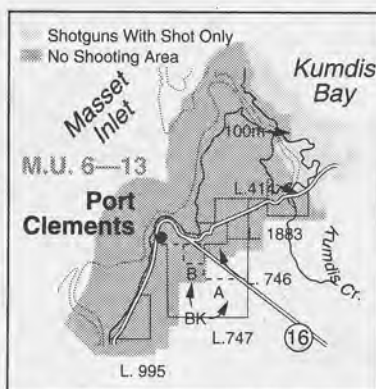 Shotguns With Shot Only
No Shooting Area
Kumdis
Bay
Masset
Inlet
100m
M.U. 6—13
L.414
Port
Clements
1883
Tumdis Cr.
B
L. 746
A
BK
16
L.747
L. 995